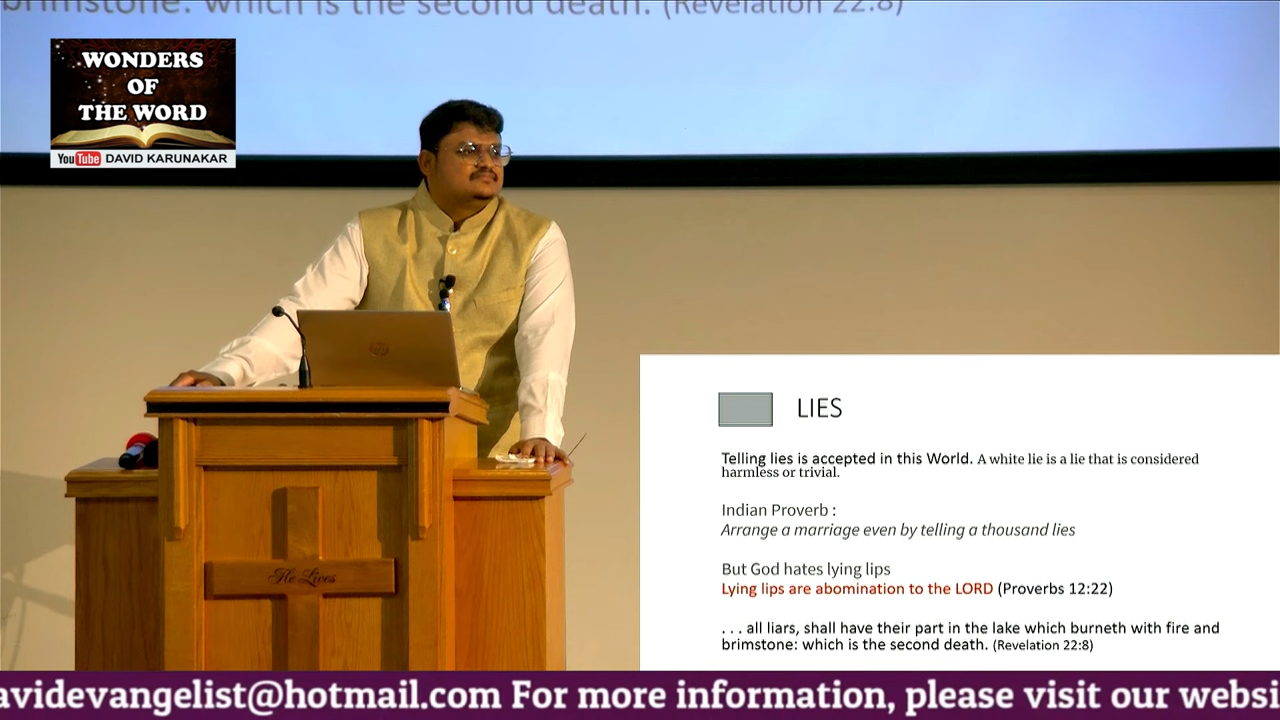 brimstone: which is the second death. (Revelation 22:8)
WONDERS
OF
THE WORD
YouTube DAVID KARUNAKAR
LIES
Telling lies is accepted in this World. A white lie is a lie that is considered
harmless or trivial.
Indian Proverb :
Arrange a marriage even by telling a thousand lies
But God hates lying lips
Lying lips are abomination to the LORD (Proverbs 12:22)
. . . all liars, shall have their part in the lake which burneth with fire and
brimstone: which is the second death. (Revelation 22:8)
He Lives
avidevangelist@hotmail.com For more information, please visit our websi